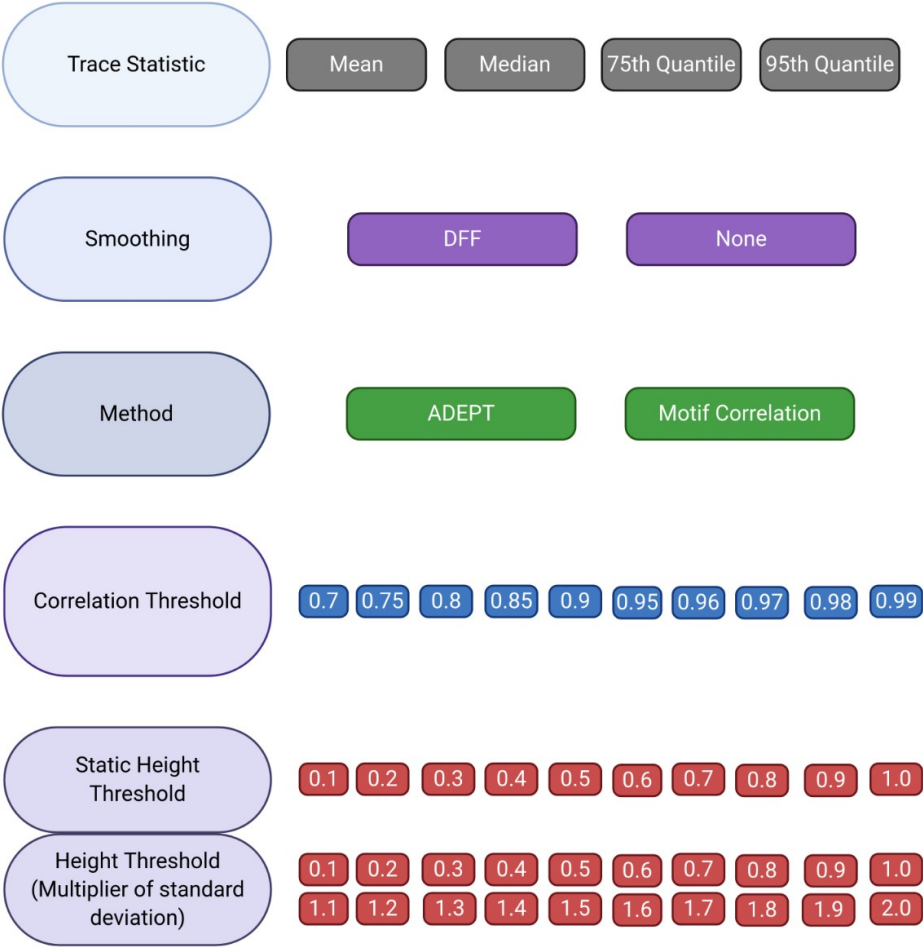 Trace Statistic
Mean Median 75th Quantile 95th Quantile
Smoothing
DFF None
Method
ADEPT Motif Correlation
Correlation Threshold
0.7 0.75 0.8 0.85 0.9 0.95 0.96 0.97 0.98 0.99
Static Height
Threshold
0.1 0.2 0.3 0.4 0.5 0.6 0.7 0.8 0.9 1.0
Height Threshold
(Multiplier of standard
deviation)
0.1 0.2 0.3 0.4 0.5 0.6 0.7 0.8 0.9 1.0
1.1 1.2 1.3 1.4 1.5 1.6 1.7 1.8 1.9 2.0